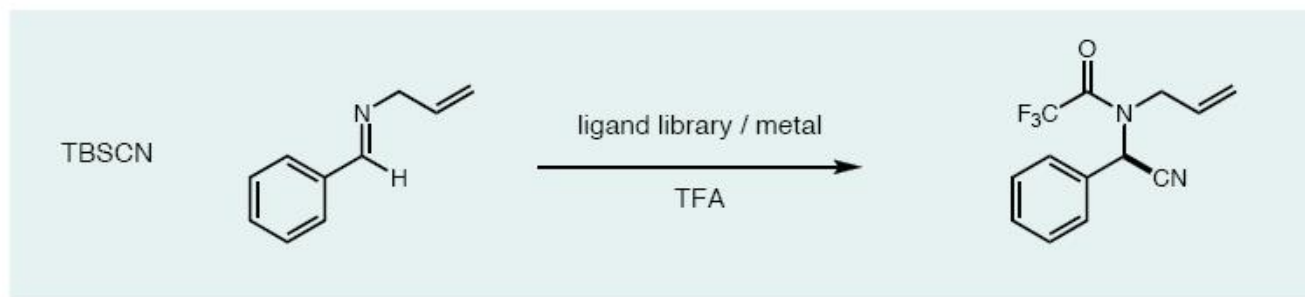 TBSCN
N
H
ligand library / metal
TFA
O
F₃C
N
CN